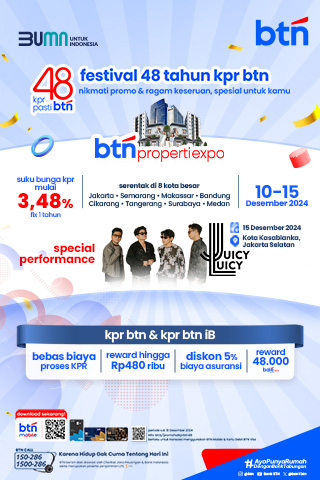 BUMN UNTUK INDONESIA
btn
48
kpr
pasti btn
festival 48 tahun kpr btn
nikmati promo & ragam keseruan, spesial untuk kamu
btn propertiexpo
suku bunga kpr
mulai
3,48%
fix 1 tahun
serentak di 8 kota besar
Jakarta • Semarang • Makassar • Bandung
Cikarang • Tangerang • Surabaya • Medan
10-15
Desember 2024
special
performance
JUICY LUICY
15 Desember 2024
Kota Kasablanka,
Jakarta Selatan
kpr btn & kpr btn iB
bebas biaya
proses KPR
reward hingga
Rp480 ribu
diskon 5%
biaya asuransi
reward
48.000
download sekarang!
btn
mobile
BTN CALL
150-286
1500-286
Karena Hidup Gak Cuma Tentang Hari Ini
#AyoPunyaRumah
#DenganBankTabungan